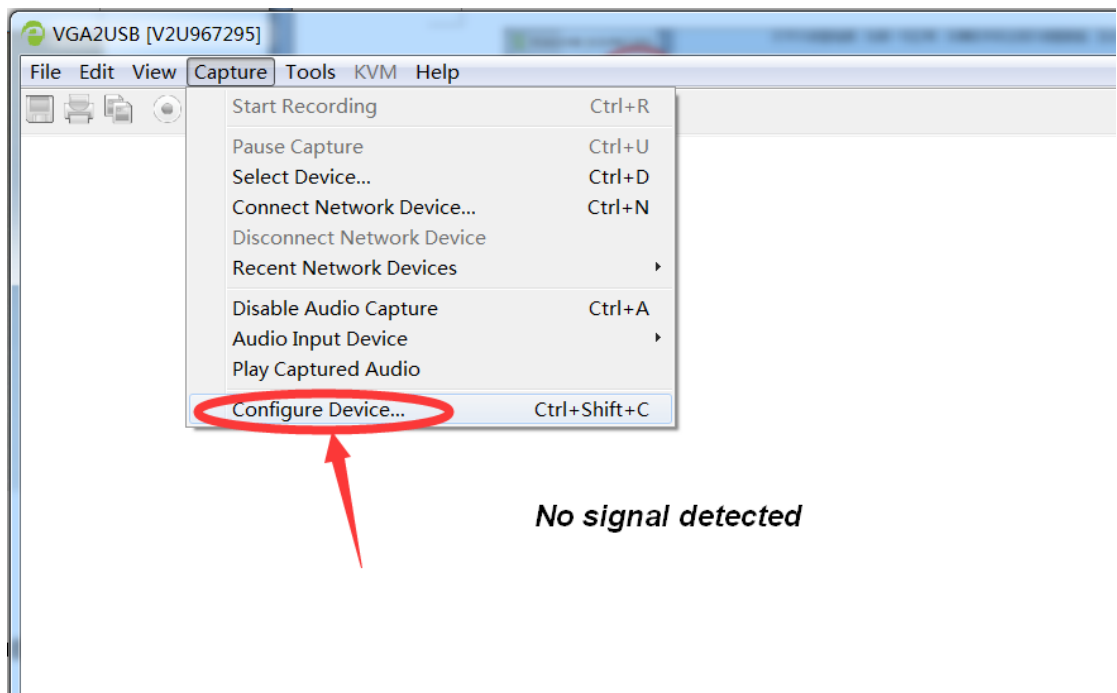 VGA2USB [V2U967295]
File Edit View Capture Tools KVM Help
Start Recording Ctrl+R
Pause Capture Ctrl+U
Select Device... Ctrl+D
Connect Network Device... Ctrl+N
Disconnect Network Device
Recent Network Devices
Disable Audio Capture Ctrl+A
Audio Input Device
Play Captured Audio
Configure Device... Ctrl+Shift+C
No signal detected